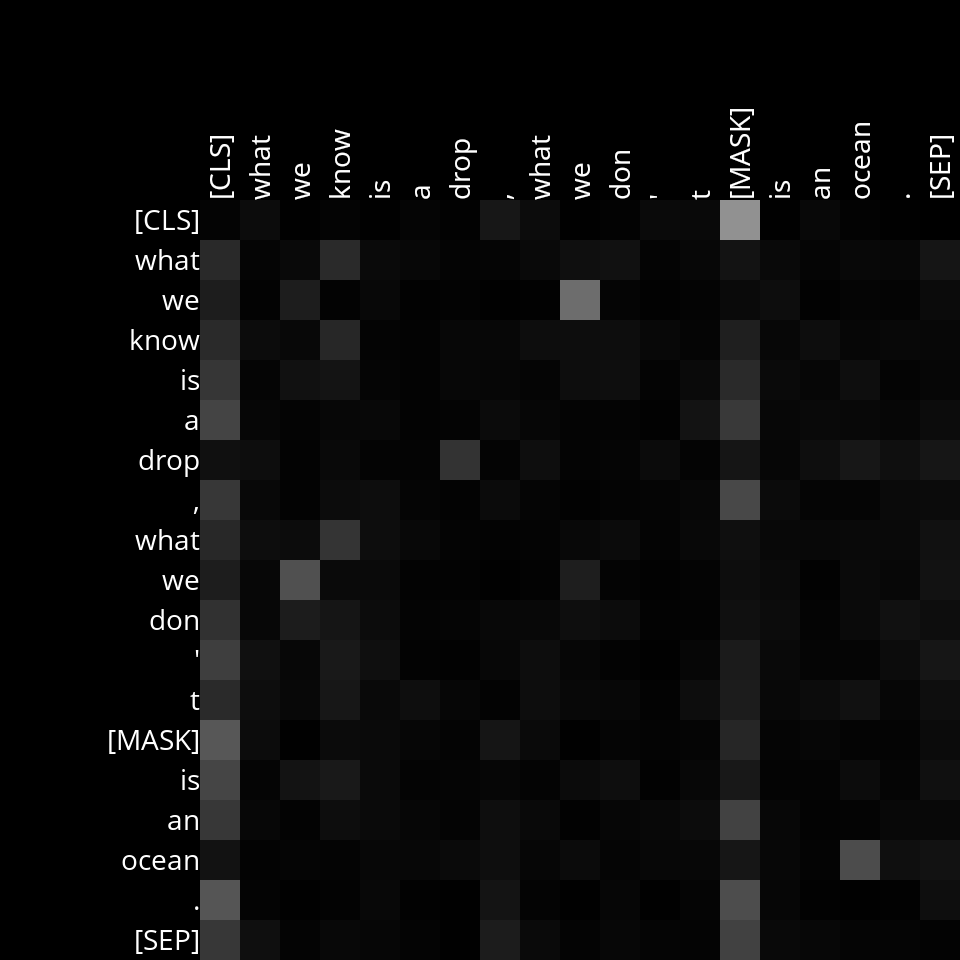 [CLS] what we know is a drop , what we don ' t [MASK] is an ocean . [SEP]
[CLS]
what
we
know
is
a
drop
,
what
we
don
'
t
[MASK]
is
an
ocean
.
[SEP]